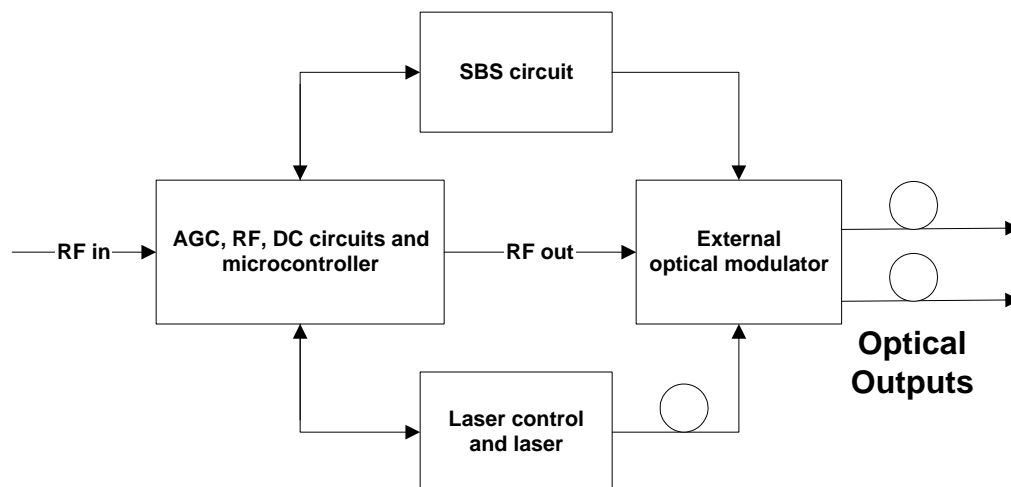 SBS circuit
RF in
AGC, RF, DC circuits and
microcontroller
RF out
External
optical modulator
Optical
Outputs
Laser control
and laser